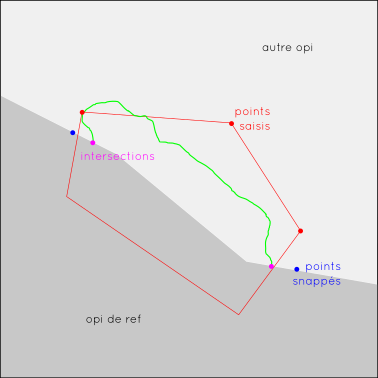 autre opi
points
saisis
intersections
points
snappés
opi de ref